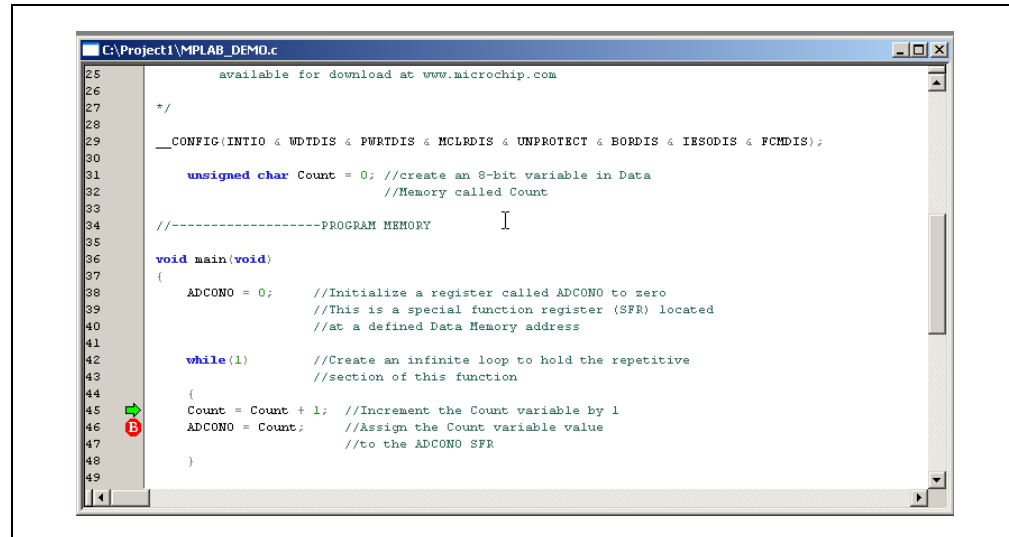 C:\Project1\MPLAB_DEMO.c
25 available for download at www.microchip.com
26
27 */
28
29 __CONFIG(INTIO & WDTDIS & PWRTDIS & MCLRDIS & UNPROTECT & BORDIS & IESODIS & FCMDIS);
30
31 unsigned char Count = 0; //create an 8-bit variable in Data
32 //Memory called Count
33
34 //-------------------PROGRAM MEMORY
35
36 void main(void)
37 {
38 ADCON0 = 0; //Initialize a register called ADCON0 to zero
39 //This is a special function register (SFR) located
40 //at a defined Data Memory address
41
42 while(1) //Create an infinite loop to hold the repetitive
43 //section of this function
44 {
45 Count = Count + 1; //Increment the Count variable by 1
46 B ADCON0 = Count; //Assign the Count variable value
47 //to the ADCON0 SFR
48 }
49